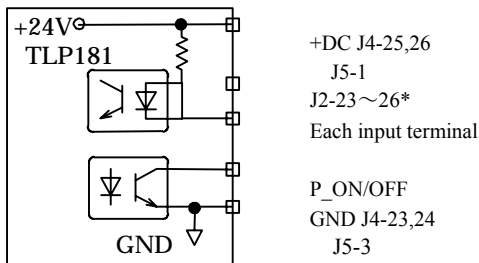 +24V
TLP181
GND
+DC J4-25,26
J5-1
J2-23～26*
Each input terminal
P_ON/OFF
GND J4-23,24
J5-3